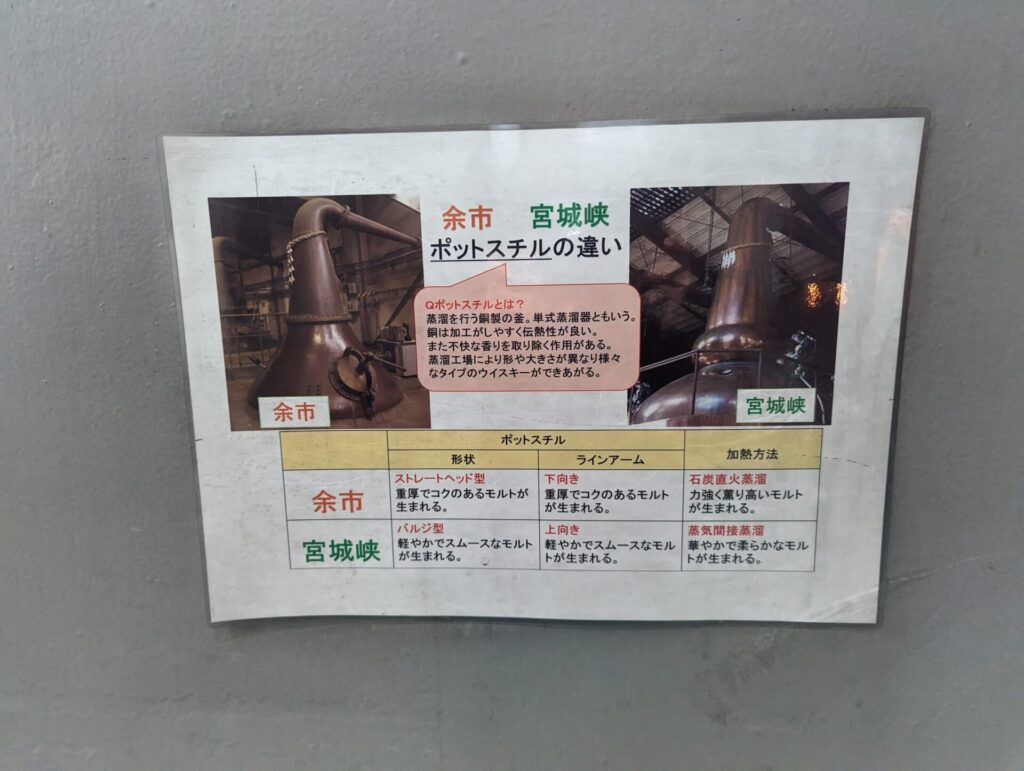 余市　宮城峡
ポットスチルの違い
Qポットスチルとは？
蒸溜を行う銅製の釜。単式蒸溜器ともいう。
銅は加工がしやすく伝熱性が良い。
また不快な香りを取り除く作用がある。
蒸溜工場により形や大きさが異なり様々
なタイプのウイスキーができあがる。
余市
宮城峡
ポットスチル
加熱方法
形状
ラインアーム
余市
ストレートヘッド型
重厚でコクのあるモルトが
生まれる。
下向き
重厚でコクのあるモルト
が生まれる。
石炭直火蒸溜
力強く薫り高いモルト
が生まれる。
宮城峡
バルジ型
軽やかでスムースなモルト
が生まれる。
上向き
軽やかでスムースなモル
トが生まれる。
蒸気間接蒸溜
華やかで柔らかなモル
トが生まれる。